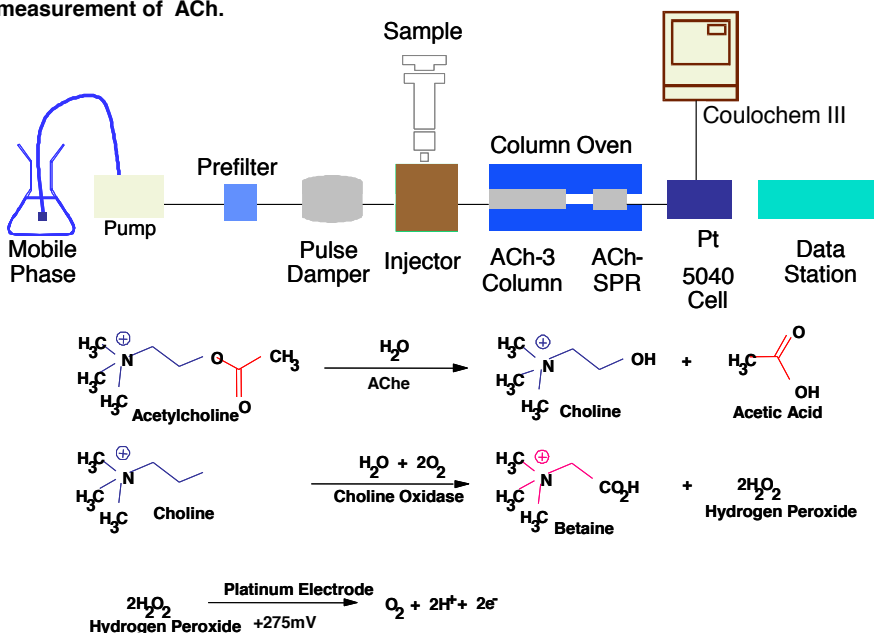 measurement of ACh.
Sample
Coulochem III
Column Oven
Prefilter
Pump
Mobile
Phase
Pulse
Damper
Injector
ACh-3
Column
ACh-
SPR
Pt
5040
Cell
Data
Station
H3C
⊕
N
H3C
H3C
O
CH3
O
Acetylcholine
H2O
AChe
H3C
⊕
N
H3C
H3C
OH
Choline
+
H3C
O
OH
Acetic Acid
H3C
⊕
N
H3C
H3C
Choline
H2O + 2O2
Choline Oxidase
H3C
⊕
N
H3C
H3C
CO2H
Betaine
+
2H2O2
Hydrogen Peroxide
2H2O2
Hydrogen Peroxide
Platinum Electrode
+275mV
O2 + 2H+ + 2e-